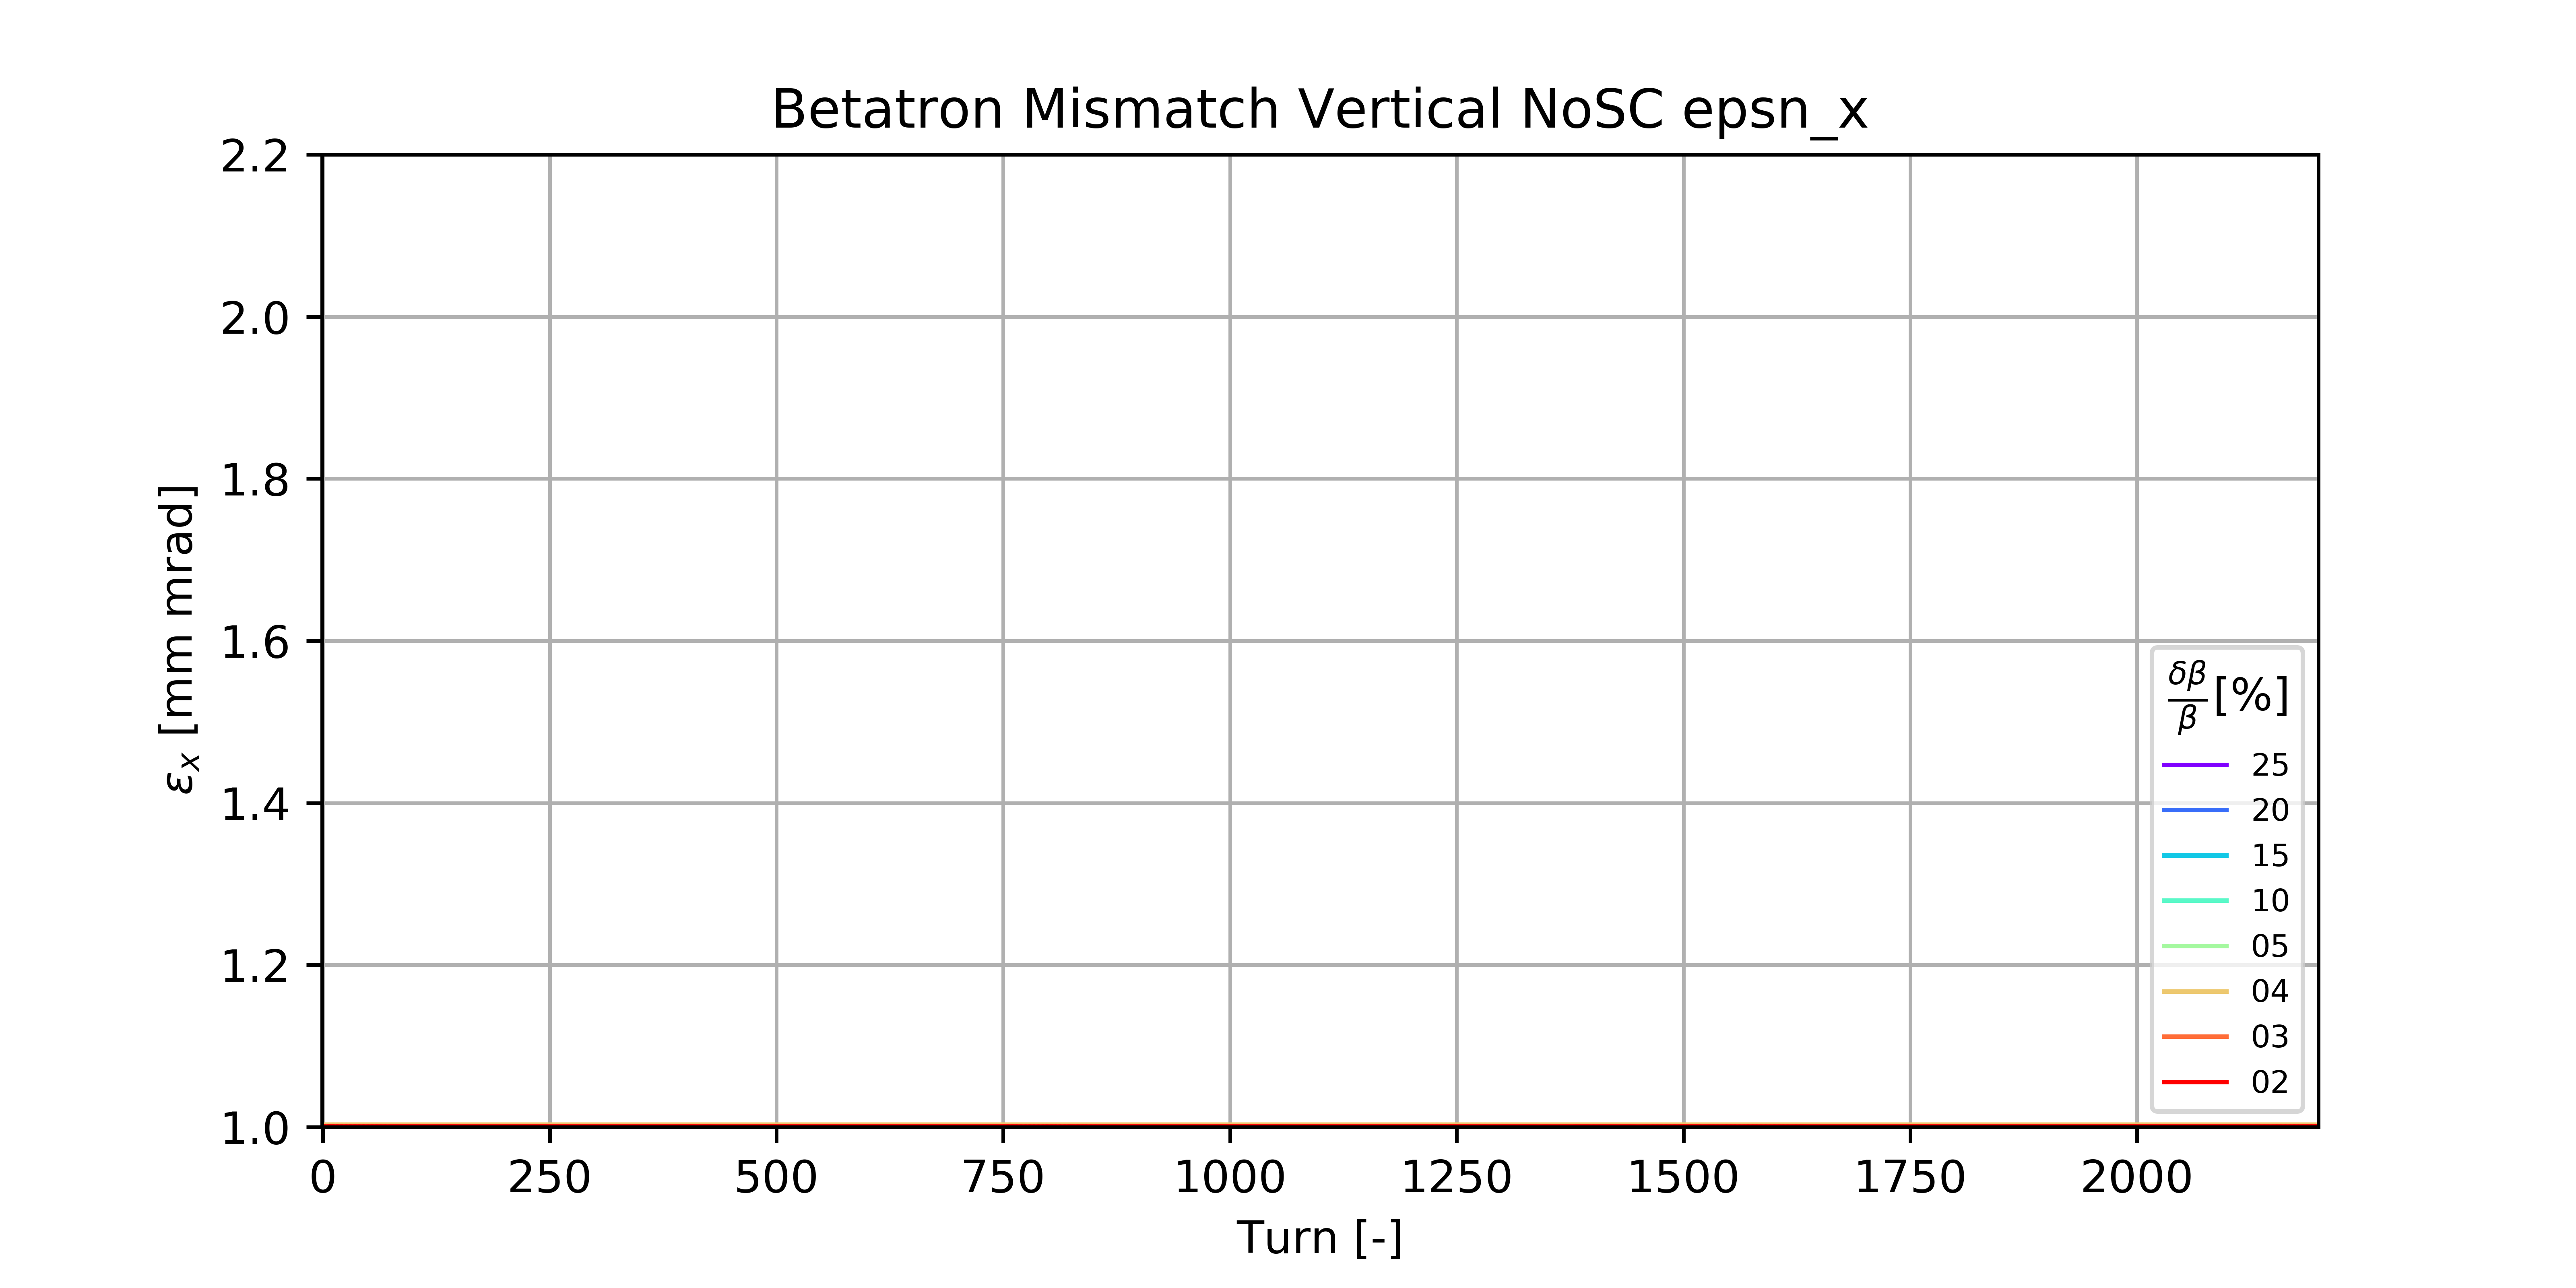 Betatron Mismatch Vertical NoSC epsn_x
2.2
2.0
1.8
1.6
1.4
1.2
1.0
εx [mm mrad]
δβ
β
[%]
25
20
15
10
05
04
03
02
0 250 500 750 1000 1250 1500 1750 2000
Turn [-]